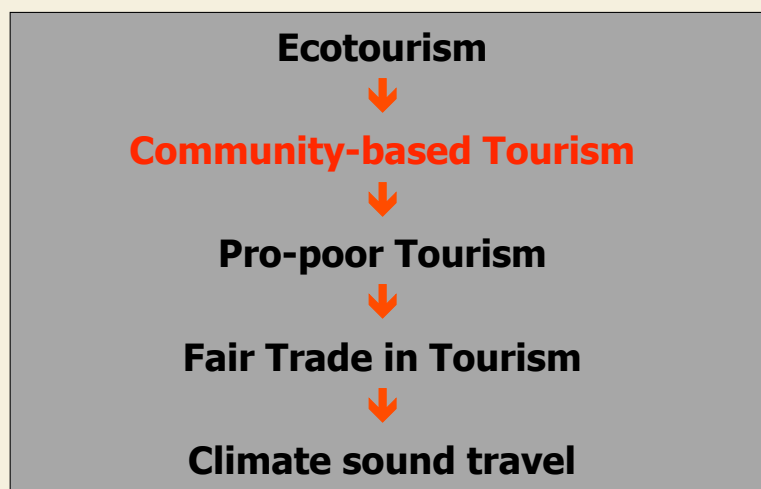 Ecotourism
Community-based Tourism
Pro-poor Tourism
Fair Trade in Tourism
Climate sound travel